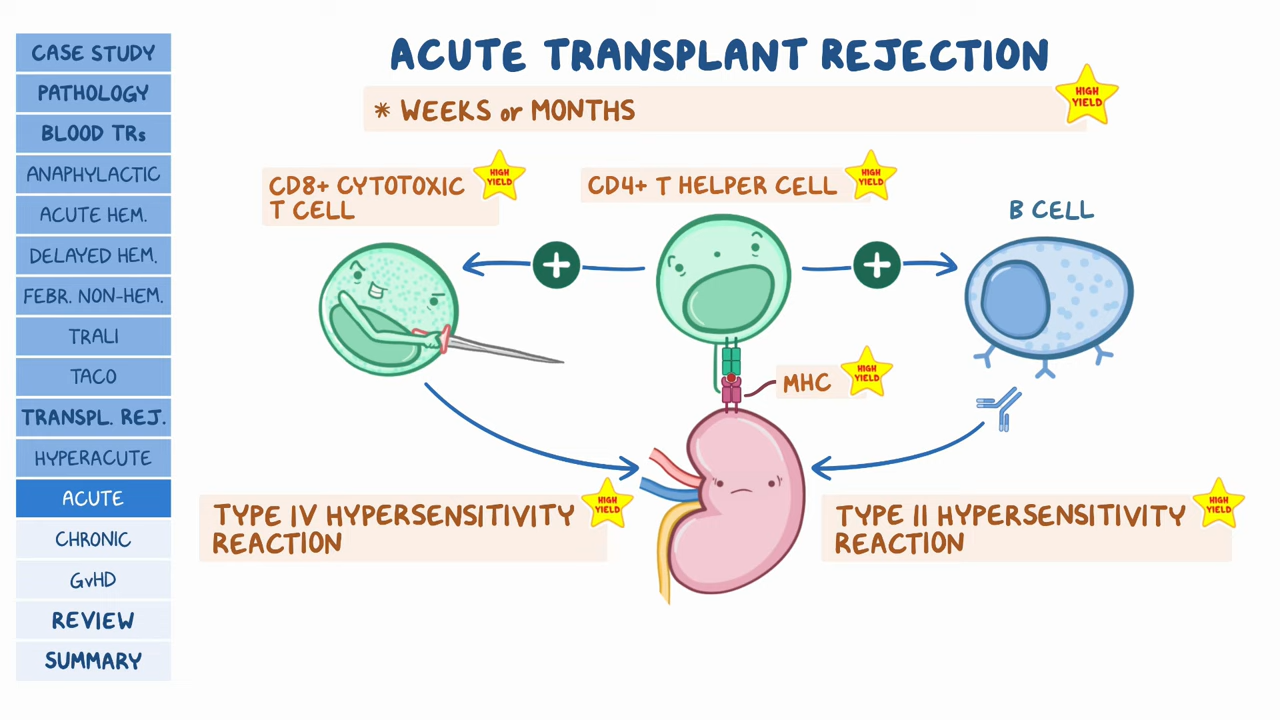 CASE STUDY
PATHOLOGY
BLOOD TRs
ANAPHYLACTIC
ACUTE HEM.
DELAYED HEM.
FEBR. NON-HEM.
TRALI
TACO
TRANSPL. REJ.
HYPERACUTE
ACUTE
CHRONIC
GvHD
REVIEW
SUMMARY
ACUTE TRANSPLANT REJECTION
* WEEKS or MONTHS
HIGH
YIELD
CD8+ CYTOTOXIC
T CELL
HIGH
YIELD
CD4+ T HELPER CELL
HIGH
YIELD
B CELL
+
+
MHC
HIGH
YIELD
TYPE IV HYPERSENSITIVITY
REACTION
HIGH
YIELD
TYPE II HYPERSENSITIVITY
REACTION
HIGH
YIELD